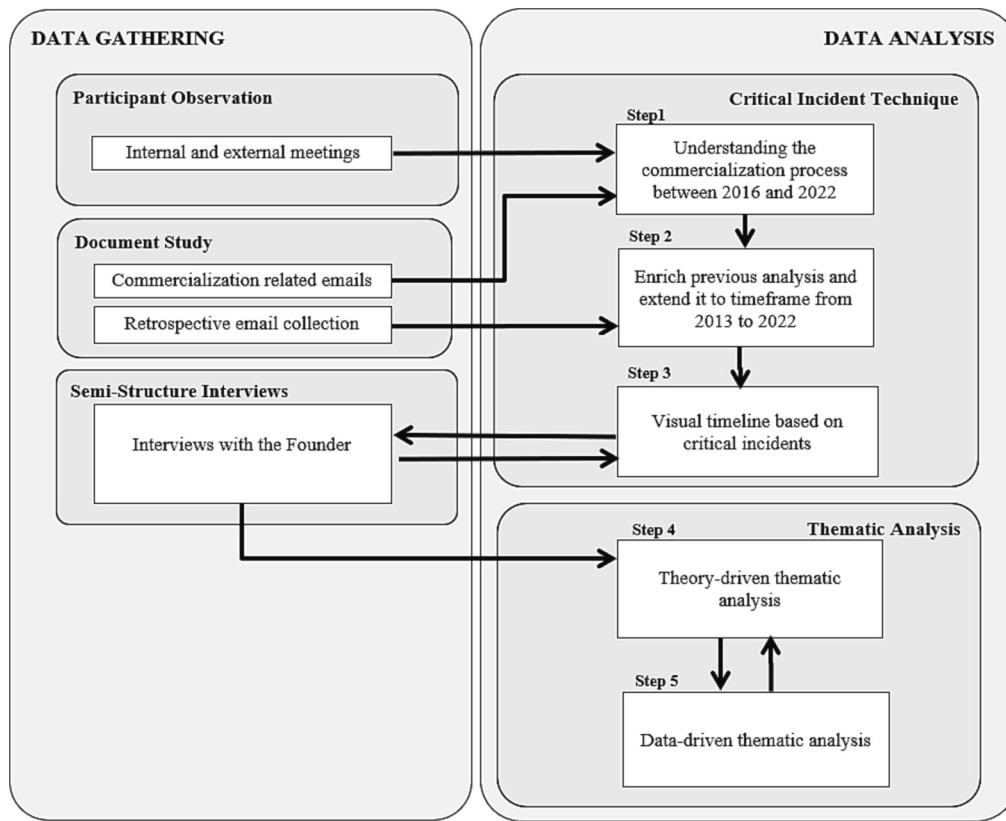 DATA GATHERING
Participant Observation
Internal and external meetings
Document Study
Commercialization related emails
Retrospective email collection
Semi-Structure Interviews
Interviews with the Founder
DATA ANALYSIS
Critical Incident Technique
Step1
Understanding the
commercialization process
between 2016 and 2022
Step 2
Enrich previous analysis and
extend it to timeframe from
2013 to 2022
Step 3
Visual timeline based on
critical incidents
Thematic Analysis
Step 4
Theory-driven thematic
analysis
Step 5
Data-driven thematic analysis